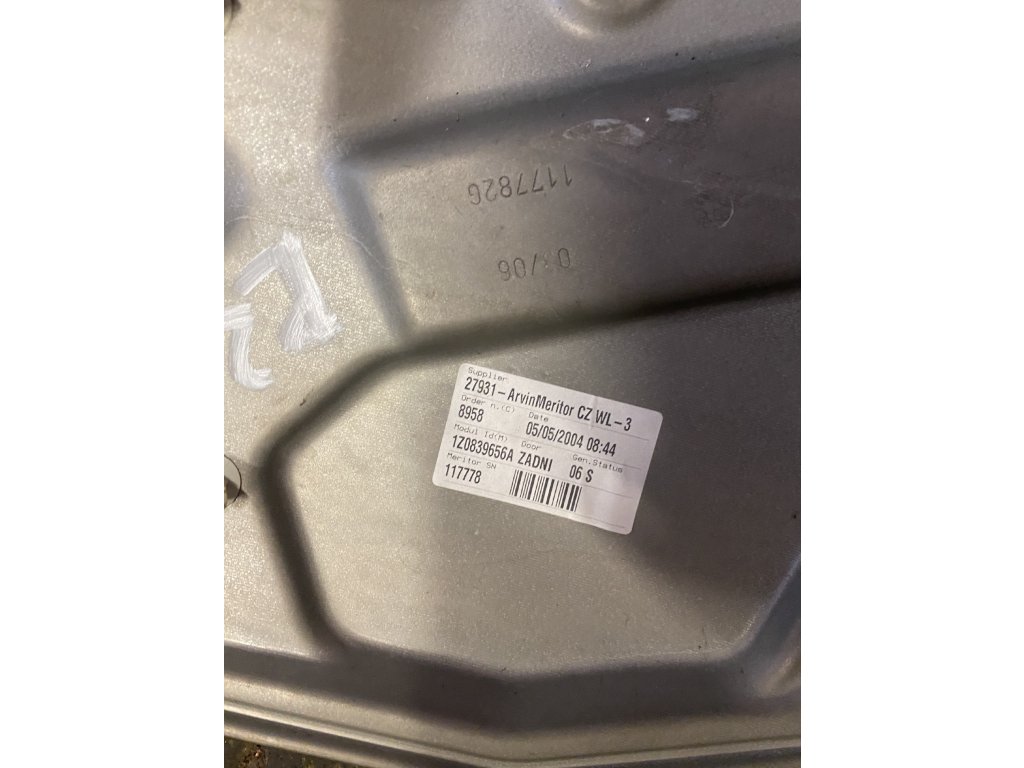 1177826
/06
Supplier
27931-ArvinMeritor CZ WL-3
Order n.(C) Date
8958 05/05/2004 08:44
Modul Id(M) Door Gen.Status
1Z0839656A ZADNI 06 S
Meritor SN
117778